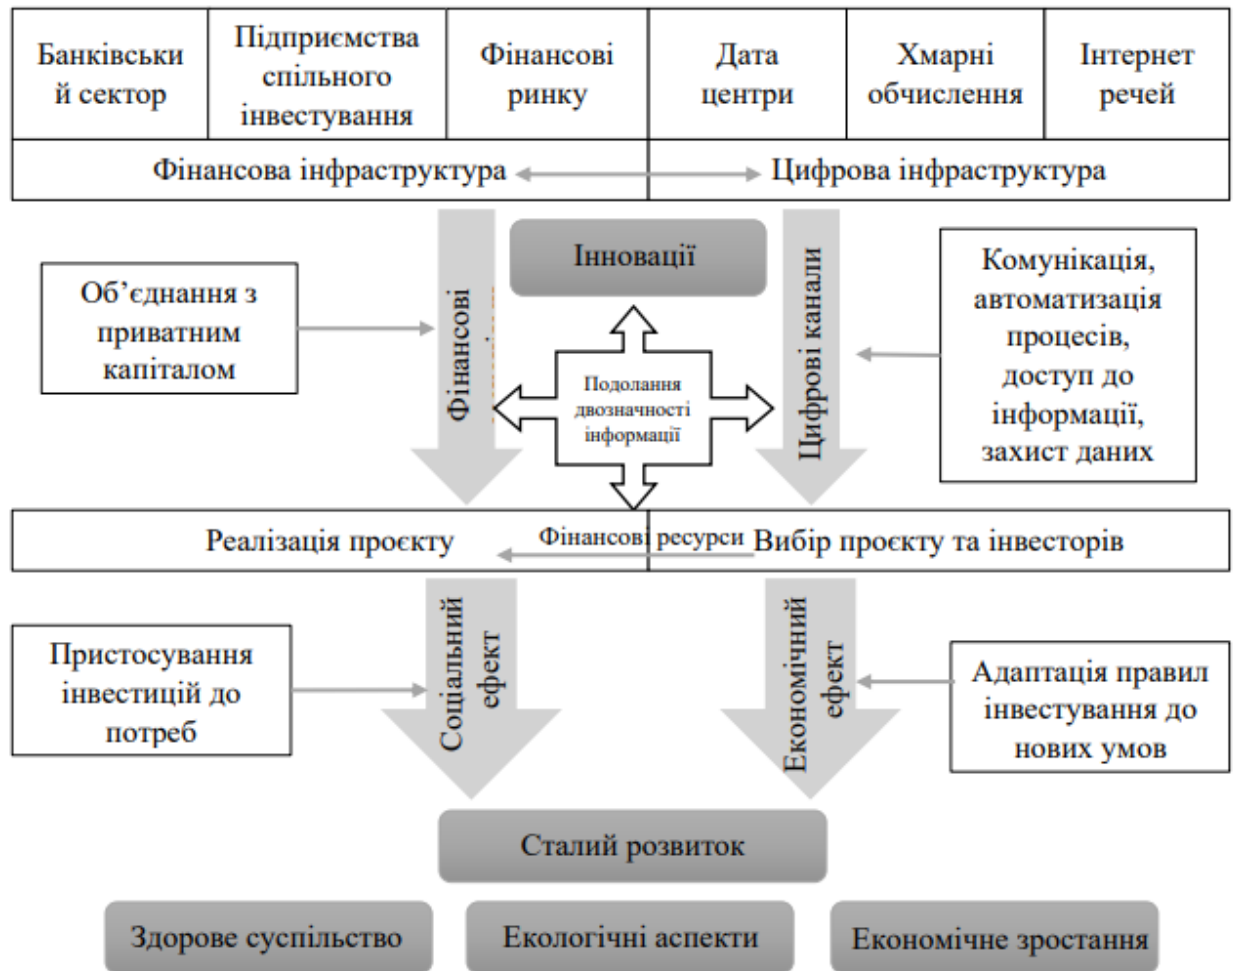 Банківськи
й сектор
Підприємства
спільного
інвестування
Фінансові
ринку
Дата
центри
Хмарні
обчислення
Інтернет
речей
Фінансова інфраструктура
Цифрова інфраструктура
Інновації
Об’єднання з
приватним
капіталом
Фінансові
Подолання
двозначності
інформації
Цифрові канали
Комунікація,
автоматизація
процесів,
доступ до
інформації,
захист даних
Реалізація проєкту
Фінансові ресурси
Вибір проєкту та інвесторів
Пристосування
інвестицій до
потреб
Соціальний
ефект
Економічний
ефект
Адаптація правил
інвестування до
нових умов
Сталий розвиток
Здорове суспільство
Екологічні аспекти
Економічне зростання